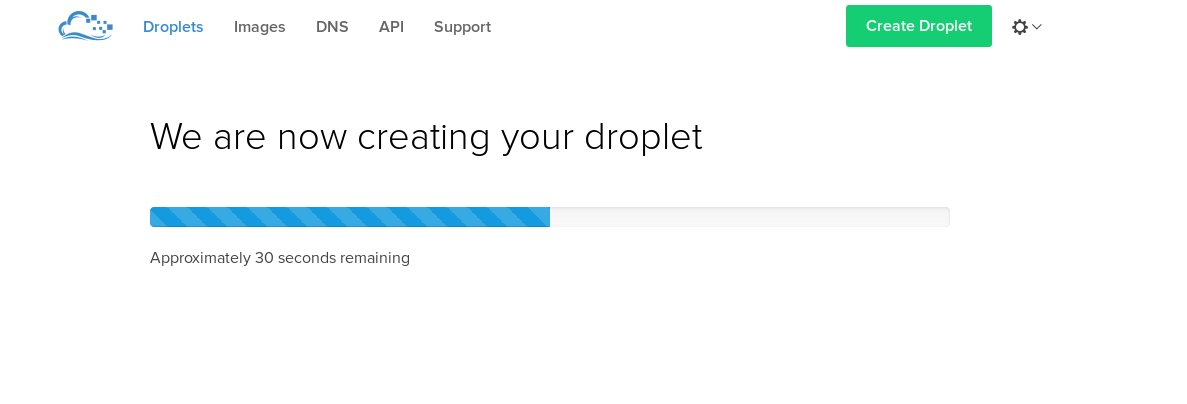 Droplets Images DNS API Support Create Droplet
We are now creating your droplet
Approximately 30 seconds remaining